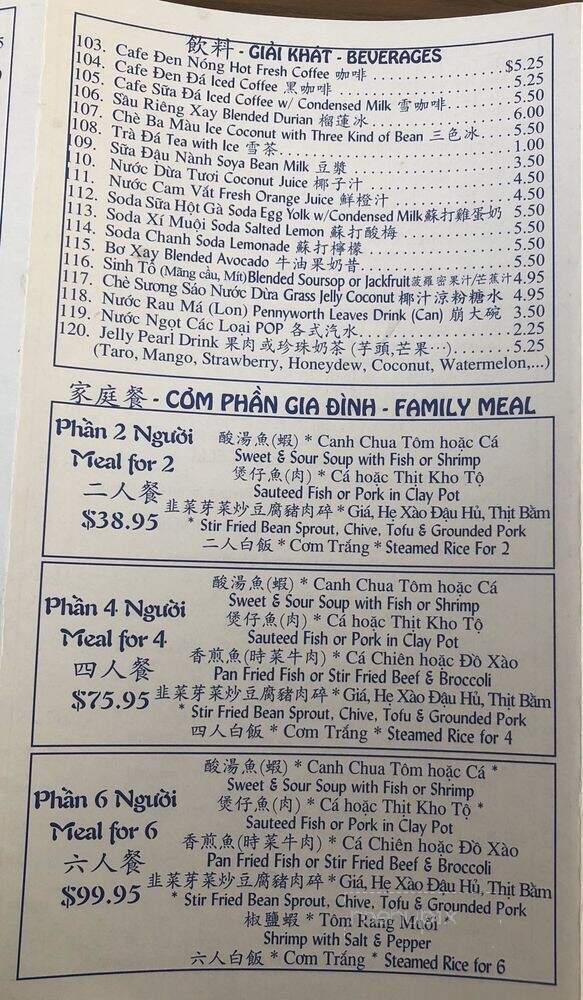 飲料 - GIẢI KHÁT - BEVERAGES
103. Cafe Đen Nóng Hot Fresh Coffee 咖啡 ..................$5.25
104. Cafe Đen Đá Iced Coffee 黑咖啡 ..................5.25
105. Cafe Sữa Đá Iced Coffee w/ Condensed Milk 雪咖啡.....5.50
106. Sầu Riêng Xay Blended Durian 榴蓮冰..................6.00
107. Chè Ba Màu Ice Coconut with Three Kind of Bean 三色冰....5.50
108. Trà Đá Tea with Ice 雪茶..................1.00
109. Sữa Đậu Nành Soya Bean Milk 豆漿..................3.50
110. Nước Dừa Tươi Coconut Juice 椰子汁..................4.50
111. Nước Cam Vắt Fresh Orange Juice 鮮橙汁..................4.50
112. Soda Sữa Hột Gà Soda Egg Yolk w/Condensed Milk蘇打雞蛋奶 5.50
113. Soda Xí Muội Soda Salted Lemon 蘇打酸梅..................5.50
114. Soda Chanh Soda Lemonade 蘇打檸檬..................5.50
115. Bơ Xay Blended Avocado 牛油果奶昔..................5.50
116. Sinh Tố (Mãng cầu, Mít)Blended Soursop or Jackfruit菠羅密果汁/芒蕉汁4.95
117. Chè Sương Sáo Nước Dừa Grass Jelly Coconut 椰汁涼粉糖水 4.95
118. Nước Rau Má (Lon) Pennyworth Leaves Drink (Can) 崩大碗 3.50
119. Nước Ngọt Các Loại POP 各式汽水..................2.25
120. Jelly Pearl Drink 果肉或珍珠奶茶 (芋頭,芒果⋯)..........5.25
(Taro, Mango, Strawberry, Honeydew, Coconut, Watermelon,...)
家庭餐 - CƠM PHẦN GIA ĐÌNH - FAMILY MEAL
Phần 2 Người
Meal for 2
二人餐
$38.95
酸湯魚(蝦) * Canh Chua Tôm hoặc Cá
Sweet & Sour Soup with Fish or Shrimp
煲仔魚(肉) * Cá hoặc Thịt Kho Tộ
Sauteed Fish or Pork in Clay Pot
韭菜芽菜炒豆腐豬肉碎 * Giá, Hẹ Xào Đậu Hủ, Thịt Bằm
* Stir Fried Bean Sprout, Chive, Tofu & Grounded Pork
二人白飯 * Cơm Trắng * Steamed Rice For 2
Phần 4 Người
Meal for 4
四人餐
$75.95
酸湯魚(蝦) * Canh Chua Tôm hoặc Cá
Sweet & Sour Soup with Fish or Shrimp
煲仔魚(肉) * Cá hoặc Thịt Kho Tộ
Sauteed Fish or Pork in Clay Pot
香煎魚(時菜牛肉) * Cá Chiên hoặc Đồ Xào
Pan Fried Fish or Stir Fried Beef & Broccoli
韭菜芽菜炒豆腐豬肉碎 * Giá, Hẹ Xào Đậu Hủ, Thịt Bằm
* Stir Fried Bean Sprout, Chive, Tofu & Grounded Pork
四人白飯 * Cơm Trắng * Steamed Rice for 4
Phần 6 Người
Meal for 6
六人餐
$99.95
酸湯魚(蝦) * Canh Chua Tôm hoặc Cá *
Sweet & Sour Soup with Fish or Shrimp
煲仔魚(肉) * Cá hoặc Thịt Kho Tộ *
Sauteed Fish or Pork in Clay Pot
香煎魚(時菜牛肉) * Cá Chiên hoặc Đồ Xào
Pan Fried Fish or Stir Fried Beef & Broccoli
韭菜芽菜炒豆腐豬肉碎 * Giá, Hẹ Xào Đậu Hủ, Thịt Bằm
* Stir Fried Bean Sprout, Chive, Tofu & Grounded Pork
椒鹽蝦 * Tôm Rang Muối *
Shrimp with Salt & Pepper
六人白飯 * Cơm Trắng * Steamed Rice for 6